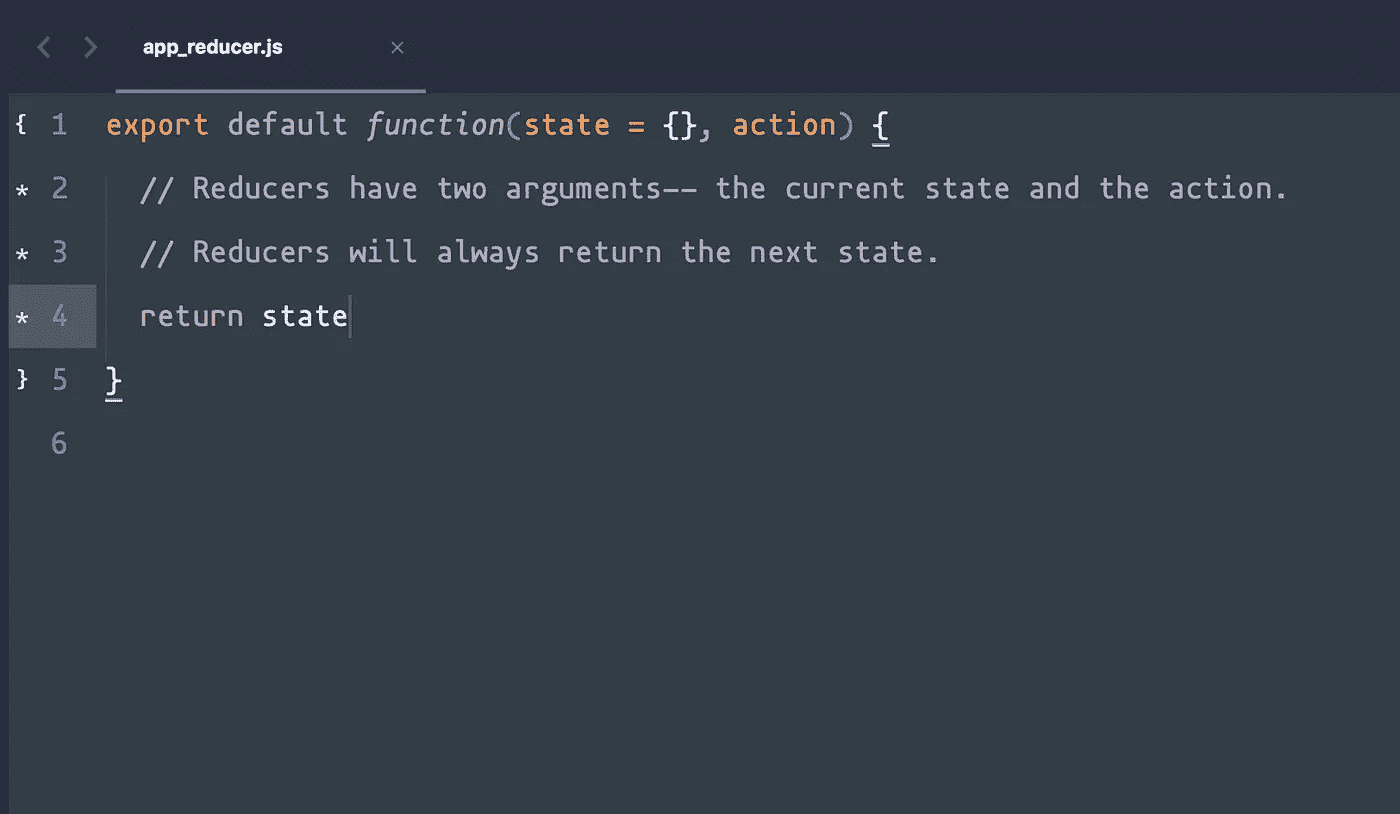 app_reducer.js ×
{ 1 export default function(state = {}, action) {
* 2 // Reducers have two arguments-- the current state and the action.
* 3 // Reducers will always return the next state.
* 4 return state
} 5 }
6